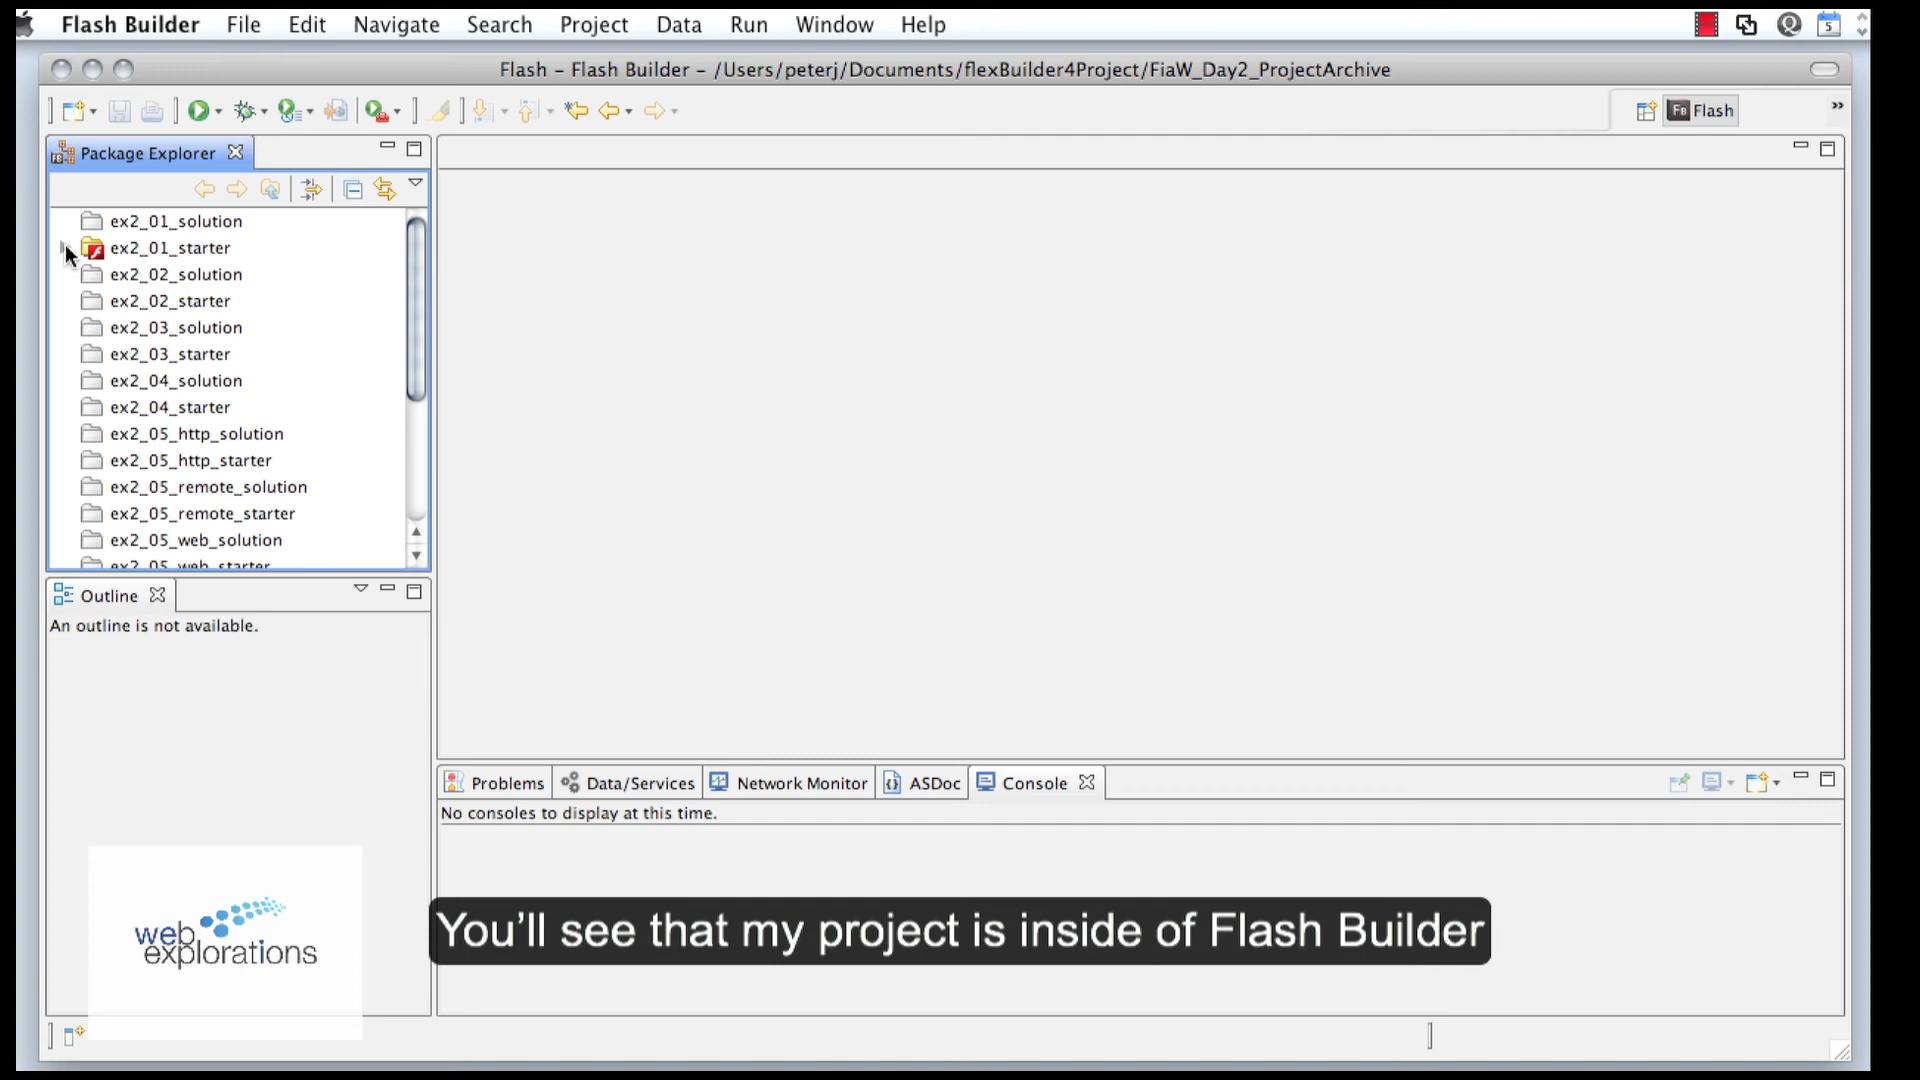 Flash Builder File Edit Navigate Search Project Data Run Window Help
5
Flash – Flash Builder – /Users/peterj/Documents/flexBuilder4Project/FiaW_Day2_ProjectArchive
FB Flash
Package Explorer
ex2_01_solution
ex2_01_starter
ex2_02_solution
ex2_02_starter
ex2_03_solution
ex2_03_starter
ex2_04_solution
ex2_04_starter
ex2_05_http_solution
ex2_05_http_starter
ex2_05_remote_solution
ex2_05_remote_starter
ex2_05_web_solution
ex2_05_web_starter
Outline
An outline is not available.
Problems Data/Services Network Monitor ASDoc Console
No consoles to display at this time.
web
explorations
You’ll see that my project is inside of Flash Builder